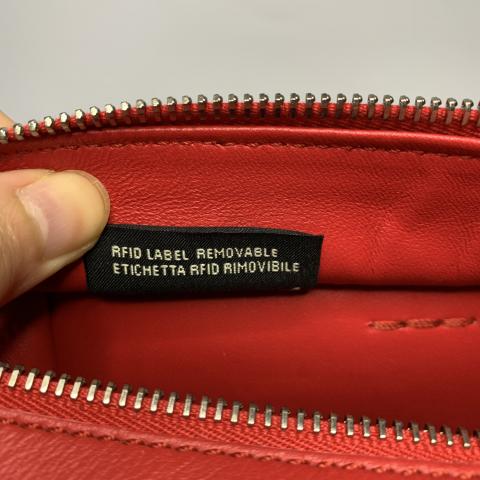 RFID LABEL REMOVABLE
ETICHETTA RFID RIMOVIBILE